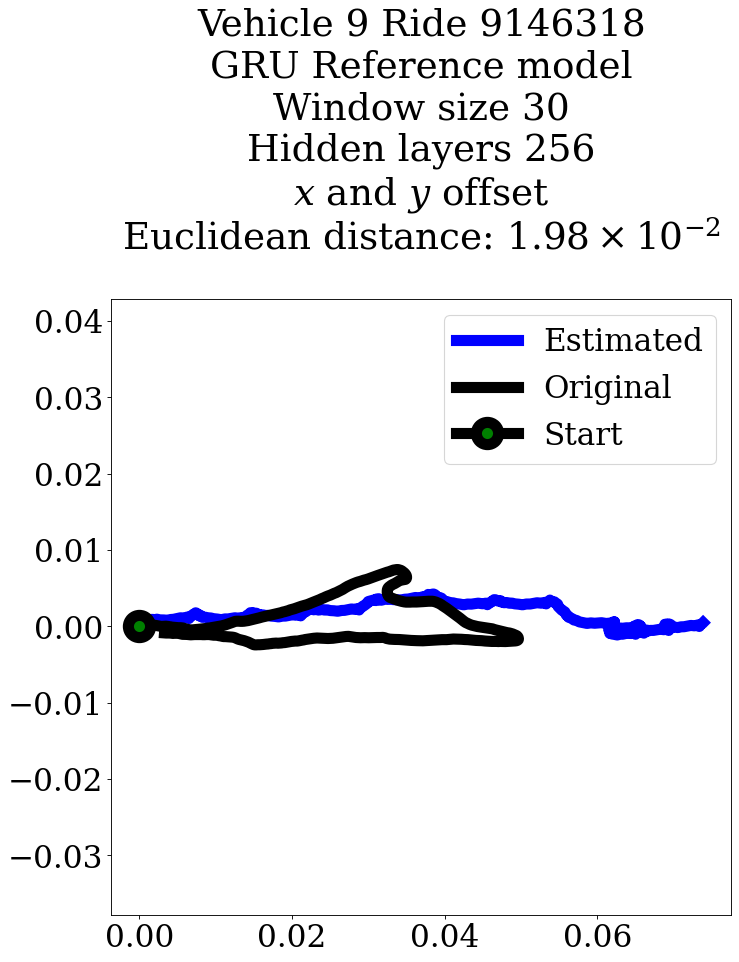 Vehicle 9 Ride 9146318
GRU Reference model
Window size 30
Hidden layers 256
x and y offset
Euclidean distance: 1.98 × 10⁻²
Estimated
Original
Start
0.04
0.03
0.02
0.01
0.00
−0.01
−0.02
−0.03
0.00 0.02 0.04 0.06